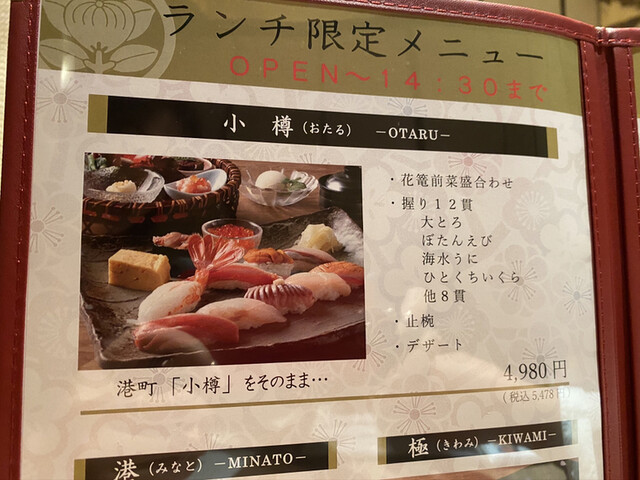 ランチ限定メニュー
OPEN～14：30まで
小 樽（おたる） －OTARU－
・花篭前菜盛合わせ
・握り12貫
大とろ
ぼたんえび
海水うに
ひとくちいくら
他8貫
・止椀
・デザート
4,980円
（税込5,478円）
港町「小樽」をそのまま…
港（みなと）－MINATO－
極（きわみ）－KIWAMI－